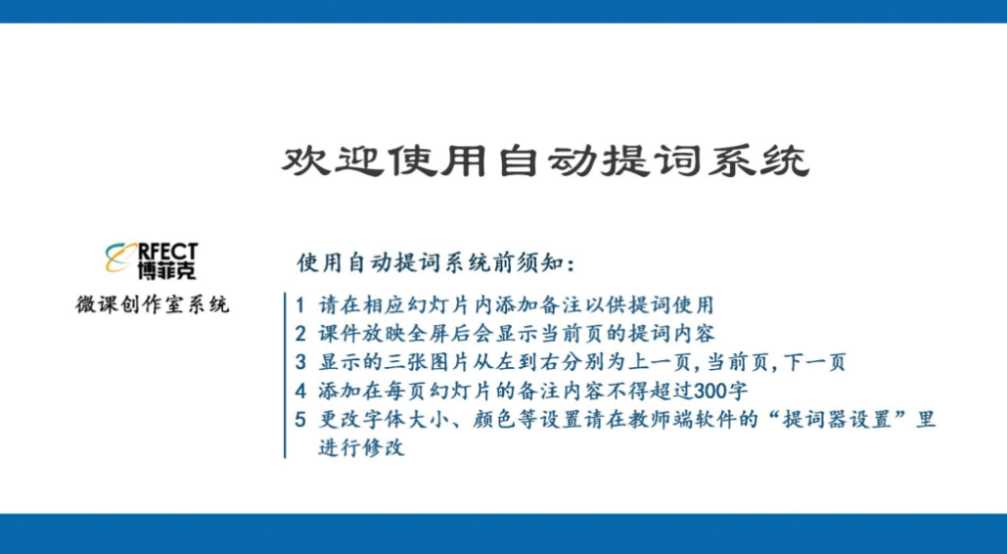 欢迎使用自动提词系统
RFECT
博菲克
微课创作室系统
使用自动提词系统前须知：
1 请在相应幻灯片内添加备注以供提词使用
2 课件放映全屏后会显示当前页的提词内容
3 显示的三张图片从左到右分别为上一页,当前页,下一页
4 添加在每页幻灯片的备注内容不得超过300字
5 更改字体大小、颜色等设置请在教师端软件的“提词器设置”里
进行修改